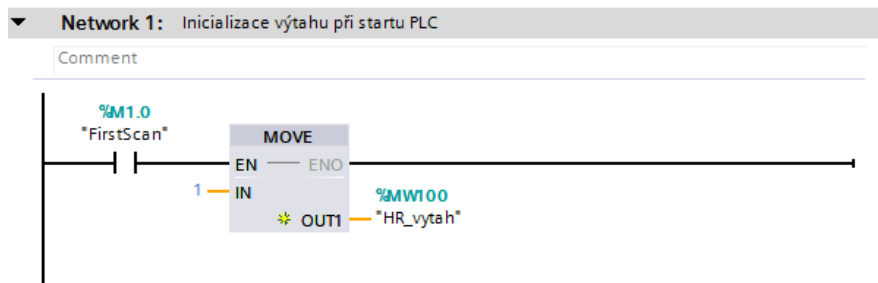 Network 1: Inicializace výtahu při startu PLC
Comment
%M1.0
"FirstScan"
MOVE
EN ENO
1 IN
%MW100
OUT1 "HR_vytah"